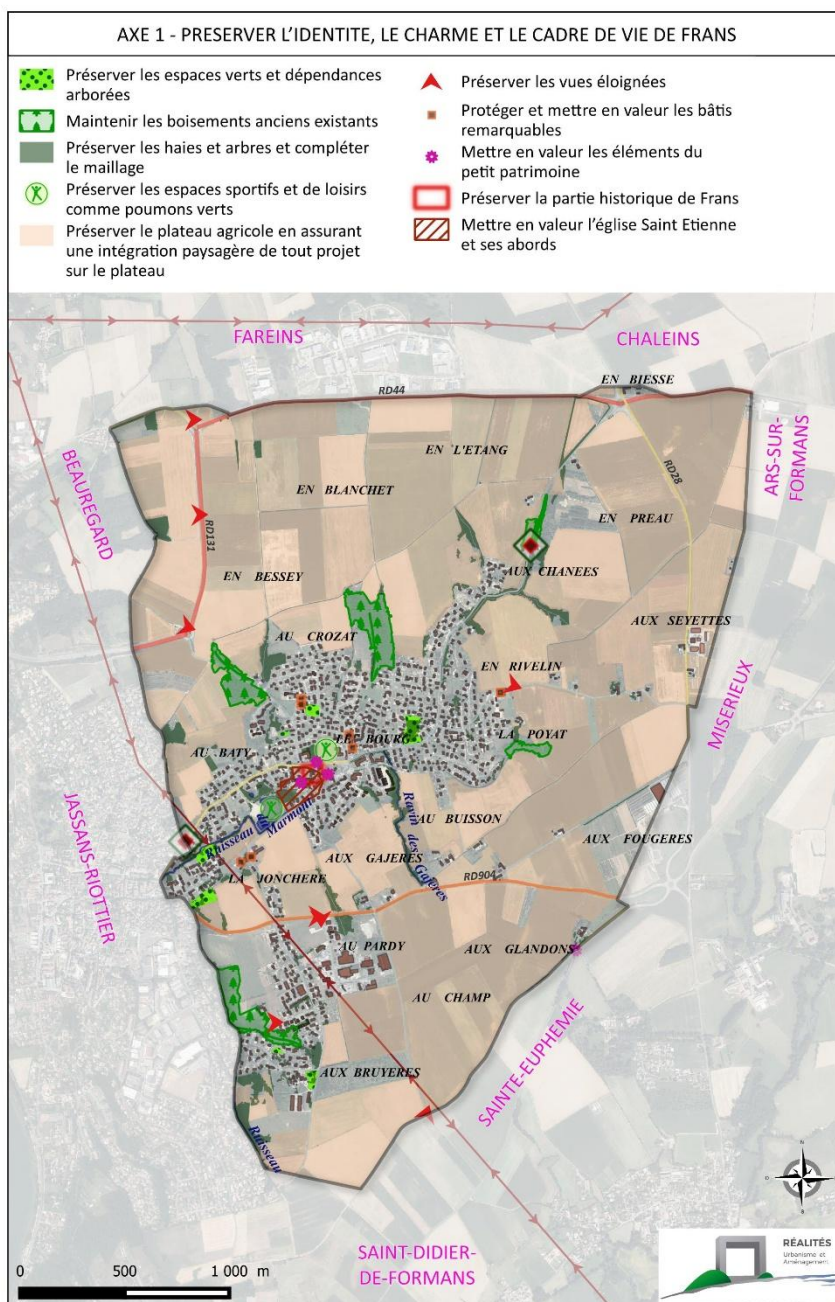 AXE 1 - PRESERVER L'IDENTITE, LE CHARME ET LE CADRE DE VIE DE FRANS
Préserver les espaces verts et dépendances
arborées
Maintenir les boisements anciens existants
Préserver les haies et arbres et compléter
le maillage
Préserver les espaces sportifs et de loisirs
comme poumons verts
Préserver le plateau agricole en assurant
une intégration paysagère de tout projet
sur le plateau
Préserver les vues éloignées
Protéger et mettre en valeur les bâtis
remarquables
Mettre en valeur les éléments du
petit patrimoine
Préserver la partie historique de Frans
Mettre en valeur l'église Saint Etienne
et ses abords
FAREINS
CHALEINS
EN BIESSE
RD44
ARS-SUR-
FORMANS
BEAUREGARD
EN L'ETANG
RD28
EN BLANCHET
EN PREAU
RD131
EN BESSEY
AUX CHANEES
AU CROZAT
AUX SEYETTES
EN RIVELIN
MISERIEUX
LE BOURG
LA POYAT
AU BATY
JASSANS-RIOTTIER
Ruisseau du Marmont
Ravin des Gajères
AU BUISSON
AUX FOUGERES
AUX GAJERES
LA JONCHERE
RD904
AU PARDY
AUX GLANDONS
AU CHAMP
SAINTE-EUPHEMIE
AUX BRUYERES
Ruisseau
N
O
E
S
SAINT-DIDIER-
DE-FORMANS
0 500 1 000 m
RÉALITÉS
Urbanisme et
Aménagement